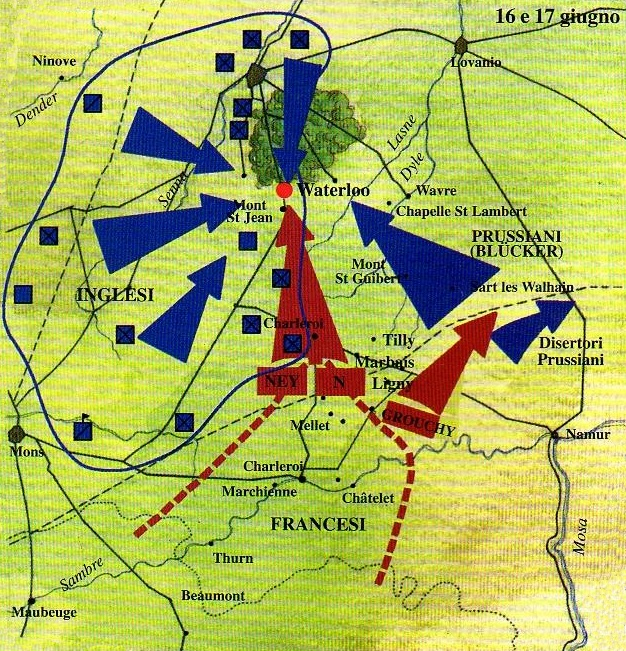 16 e 17 giugno
Ninove
Lovanio
Dender
Lasne
Dyle
Senna
Waterloo
Wavre
Mont
St Jean
Chapelle St Lambert
PRUSSIANI
(BLÜCKER)
Mont
St Guibert
Sart les Walhain
INGLESI
Charleroi
Tilly
Disertori
Prussiani
Marbais
NEY
N
Ligny
GROUCHY
Mellet
Namur
Mons
Charleroi
Marchienne
Châtelet
FRANCESI
Mosa
Thurn
Sambre
Beaumont
Maubeuge